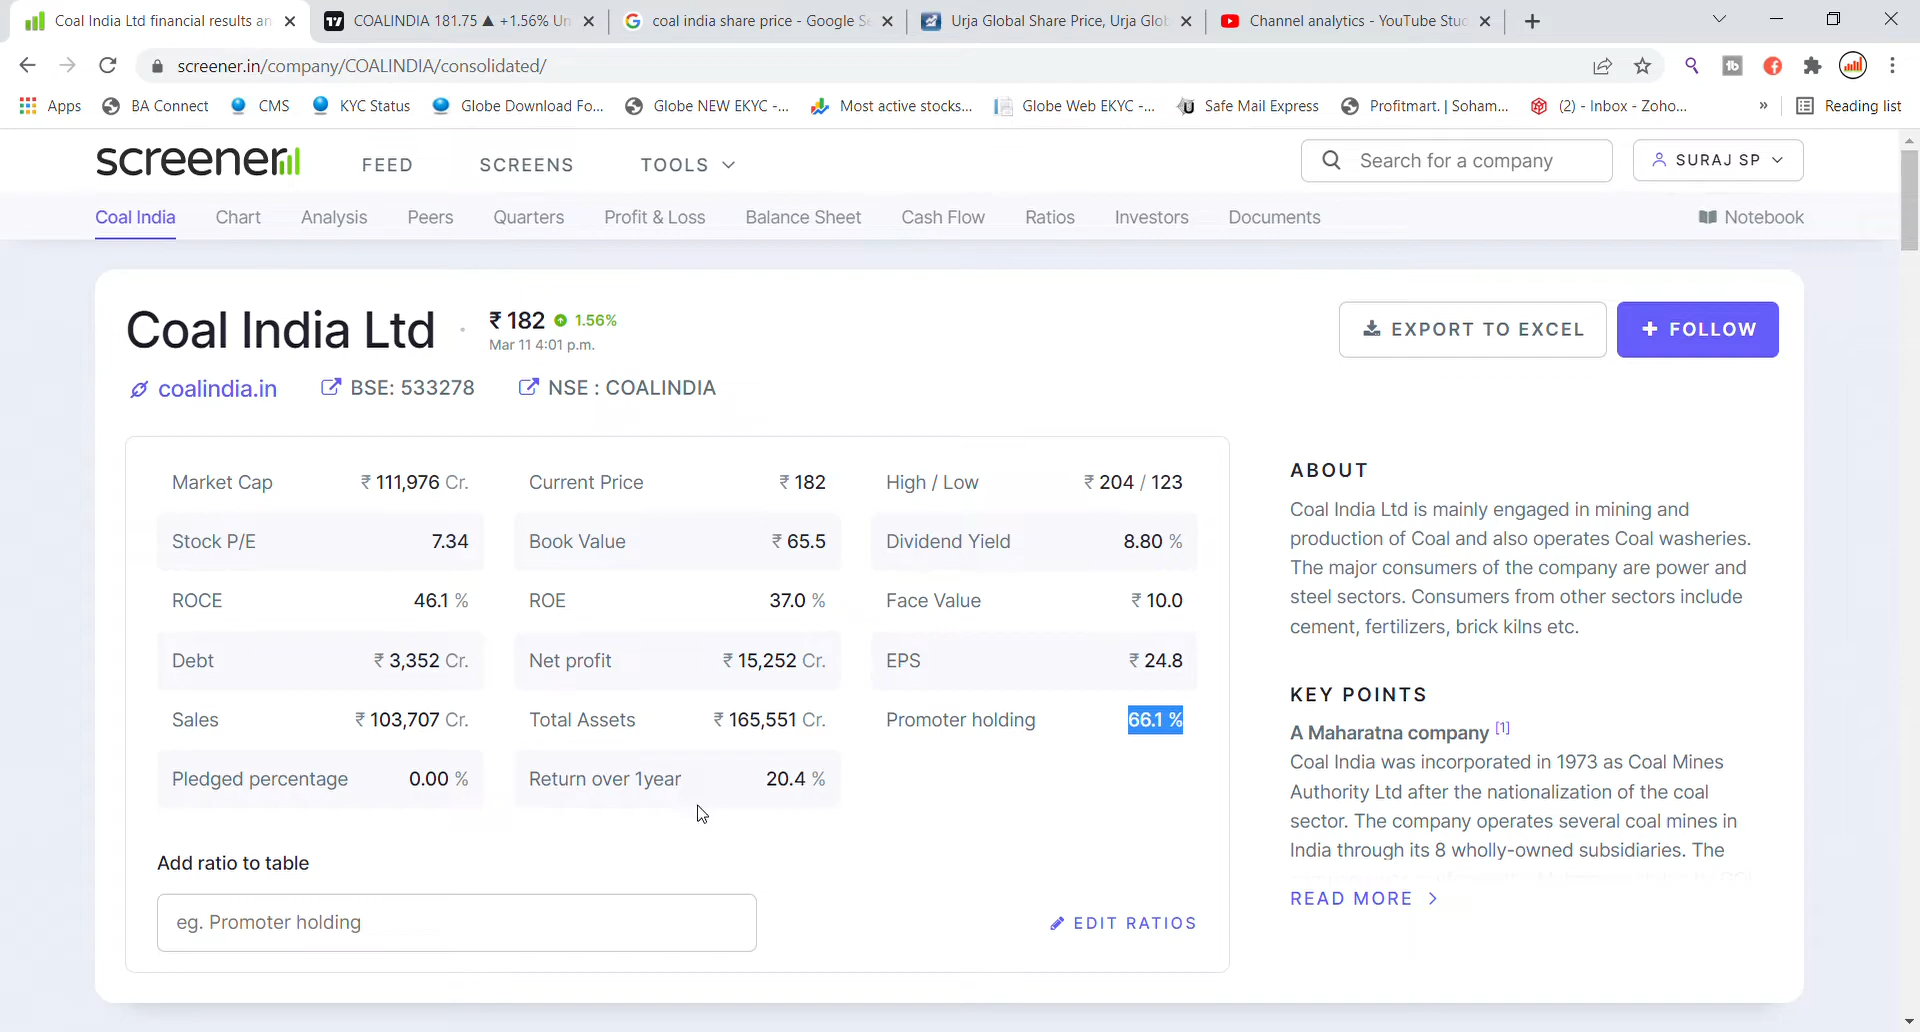 Coal India Ltd financial results an
COALINDIA 181.75 ▲ +1.56% Un
coal india share price - Google Se
Urja Global Share Price, Urja Glob
Channel analytics - YouTube Stud
screener.in/company/COALINDIA/consolidated/
Apps
BA Connect
CMS
KYC Status
Globe Download Fo...
Globe NEW EKYC -...
Most active stocks...
Globe Web EKYC -...
Safe Mail Express
Profitmart. | Soham...
(2) - Inbox - Zoho...
»
Reading list
screener
FEED
SCREENS
TOOLS
Search for a company
SURAJ SP
Coal India
Chart
Analysis
Peers
Quarters
Profit & Loss
Balance Sheet
Cash Flow
Ratios
Investors
Documents
Notebook
Coal India Ltd
₹ 182 1.56%
Mar 11 4:01 p.m.
EXPORT TO EXCEL
+ FOLLOW
coalindia.in
BSE: 533278
NSE : COALINDIA
Market Cap ₹ 111,976 Cr.
Current Price ₹ 182
High / Low ₹ 204 / 123
Stock P/E 7.34
Book Value ₹ 65.5
Dividend Yield 8.80 %
ROCE 46.1 %
ROE 37.0 %
Face Value ₹ 10.0
Debt ₹ 3,352 Cr.
Net profit ₹ 15,252 Cr.
EPS ₹ 24.8
Sales ₹ 103,707 Cr.
Total Assets ₹ 165,551 Cr.
Promoter holding 66.1 %
Pledged percentage 0.00 %
Return over 1year 20.4 %
Add ratio to table
eg. Promoter holding
EDIT RATIOS
ABOUT
Coal India Ltd is mainly engaged in mining and
production of Coal and also operates Coal washeries.
The major consumers of the company are power and
steel sectors. Consumers from other sectors include
cement, fertilizers, brick kilns etc.
KEY POINTS
A Maharatna company [1]
Coal India was incorporated in 1973 as Coal Mines
Authority Ltd after the nationalization of the coal
sector. The company operates several coal mines in
India through its 8 wholly-owned subsidiaries. The
READ MORE